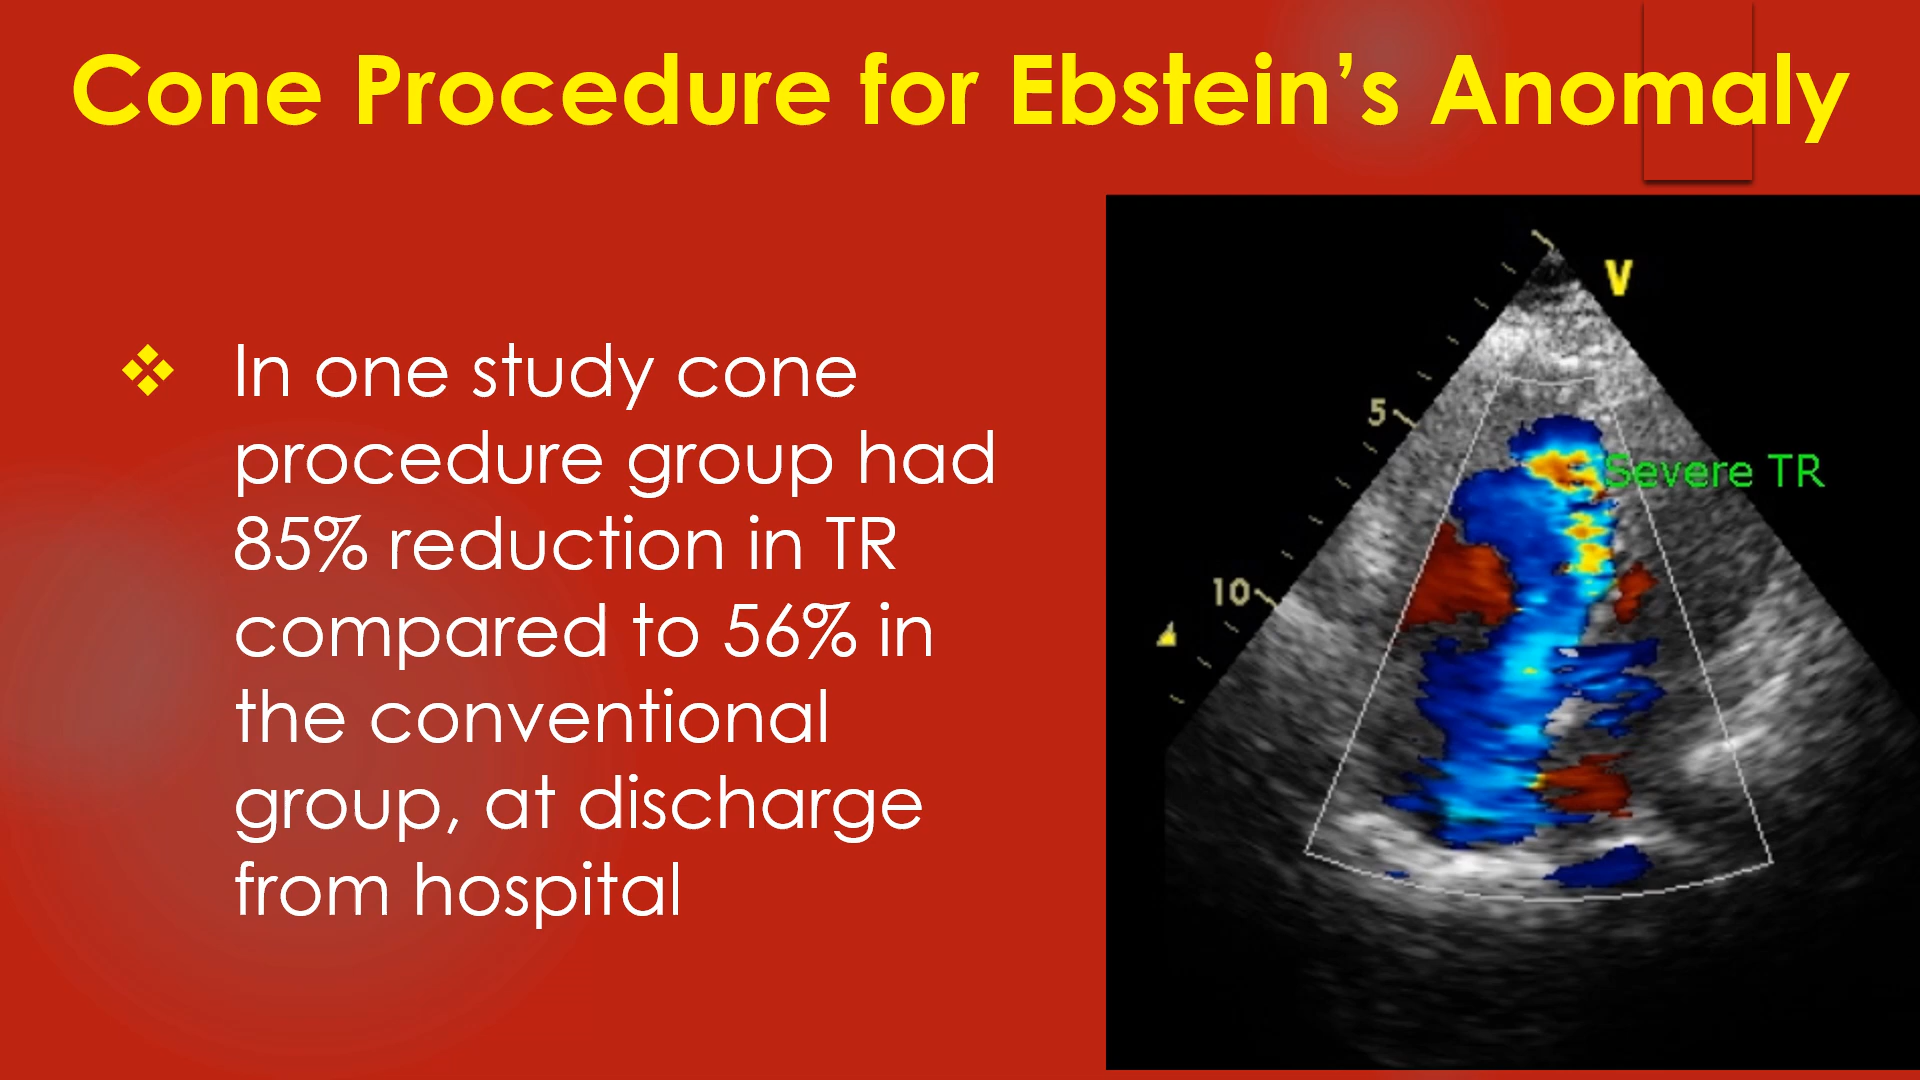 Cone Procedure for Ebstein’s Anomaly
❖ In one study cone
procedure group had
85% reduction in TR
compared to 56% in
the conventional
group, at discharge
from hospital
V
5
Severe TR
10